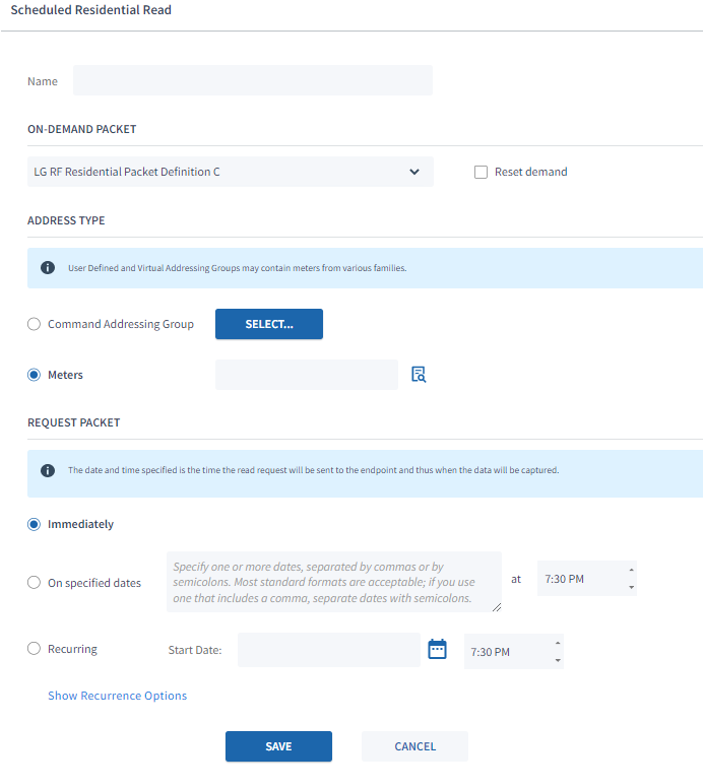 Scheduled Residential Read
Name
ON-DEMAND PACKET
LG RF Residential Packet Definition C
Reset demand
ADDRESS TYPE
User Defined and Virtual Addressing Groups may contain meters from various families.
Command Addressing Group
SELECT...
Meters
REQUEST PACKET
The date and time specified is the time the read request will be sent to the endpoint and thus when the data will be captured.
Immediately
On specified dates
Specify one or more dates, separated by commas or by
semicolons. Most standard formats are acceptable; if you use
one that includes a comma, separate dates with semicolons.
at
7:30 PM
Recurring
Start Date:
7:30 PM
Show Recurrence Options
SAVE
CANCEL